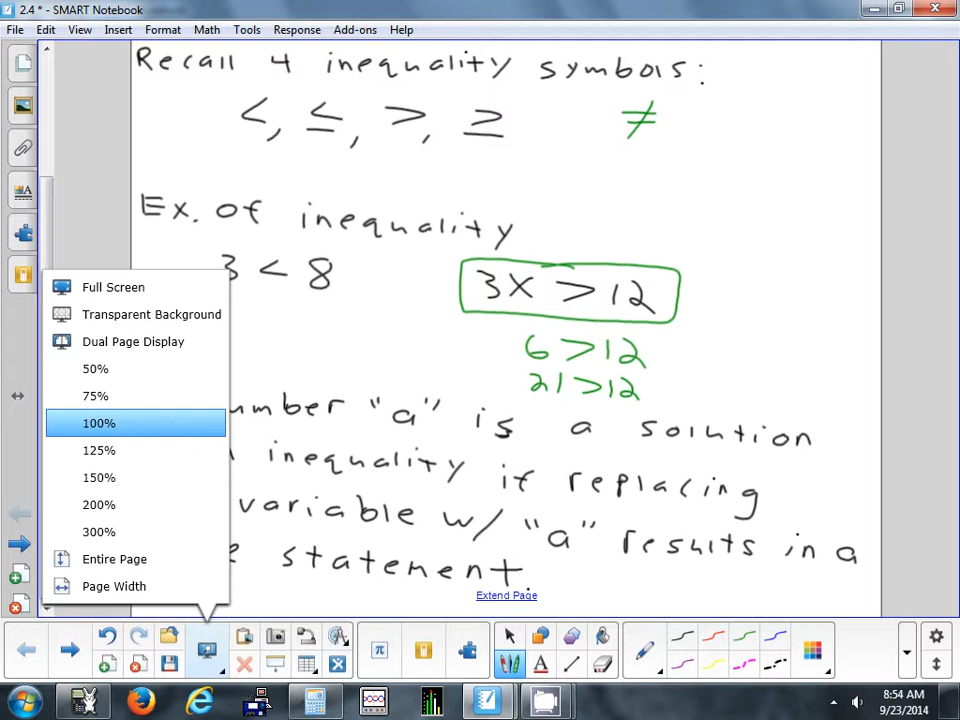 2.4 * - SMART Notebook
File Edit View Insert Format Math Tools Response Add-ons Help
Recall 4 inequality symbols:
<, ≤, >, ≥ ≠
Ex. of inequality
3 < 8 3x > 12
6 > 12
21 > 12
umber "a" is a solution
inequality if replacing
variable w/ "a" results in a
statement.
Extend Page
Full Screen
Transparent Background
Dual Page Display
50%
75%
100%
125%
150%
200%
300%
Entire Page
Page Width
8:54 AM
9/23/2014